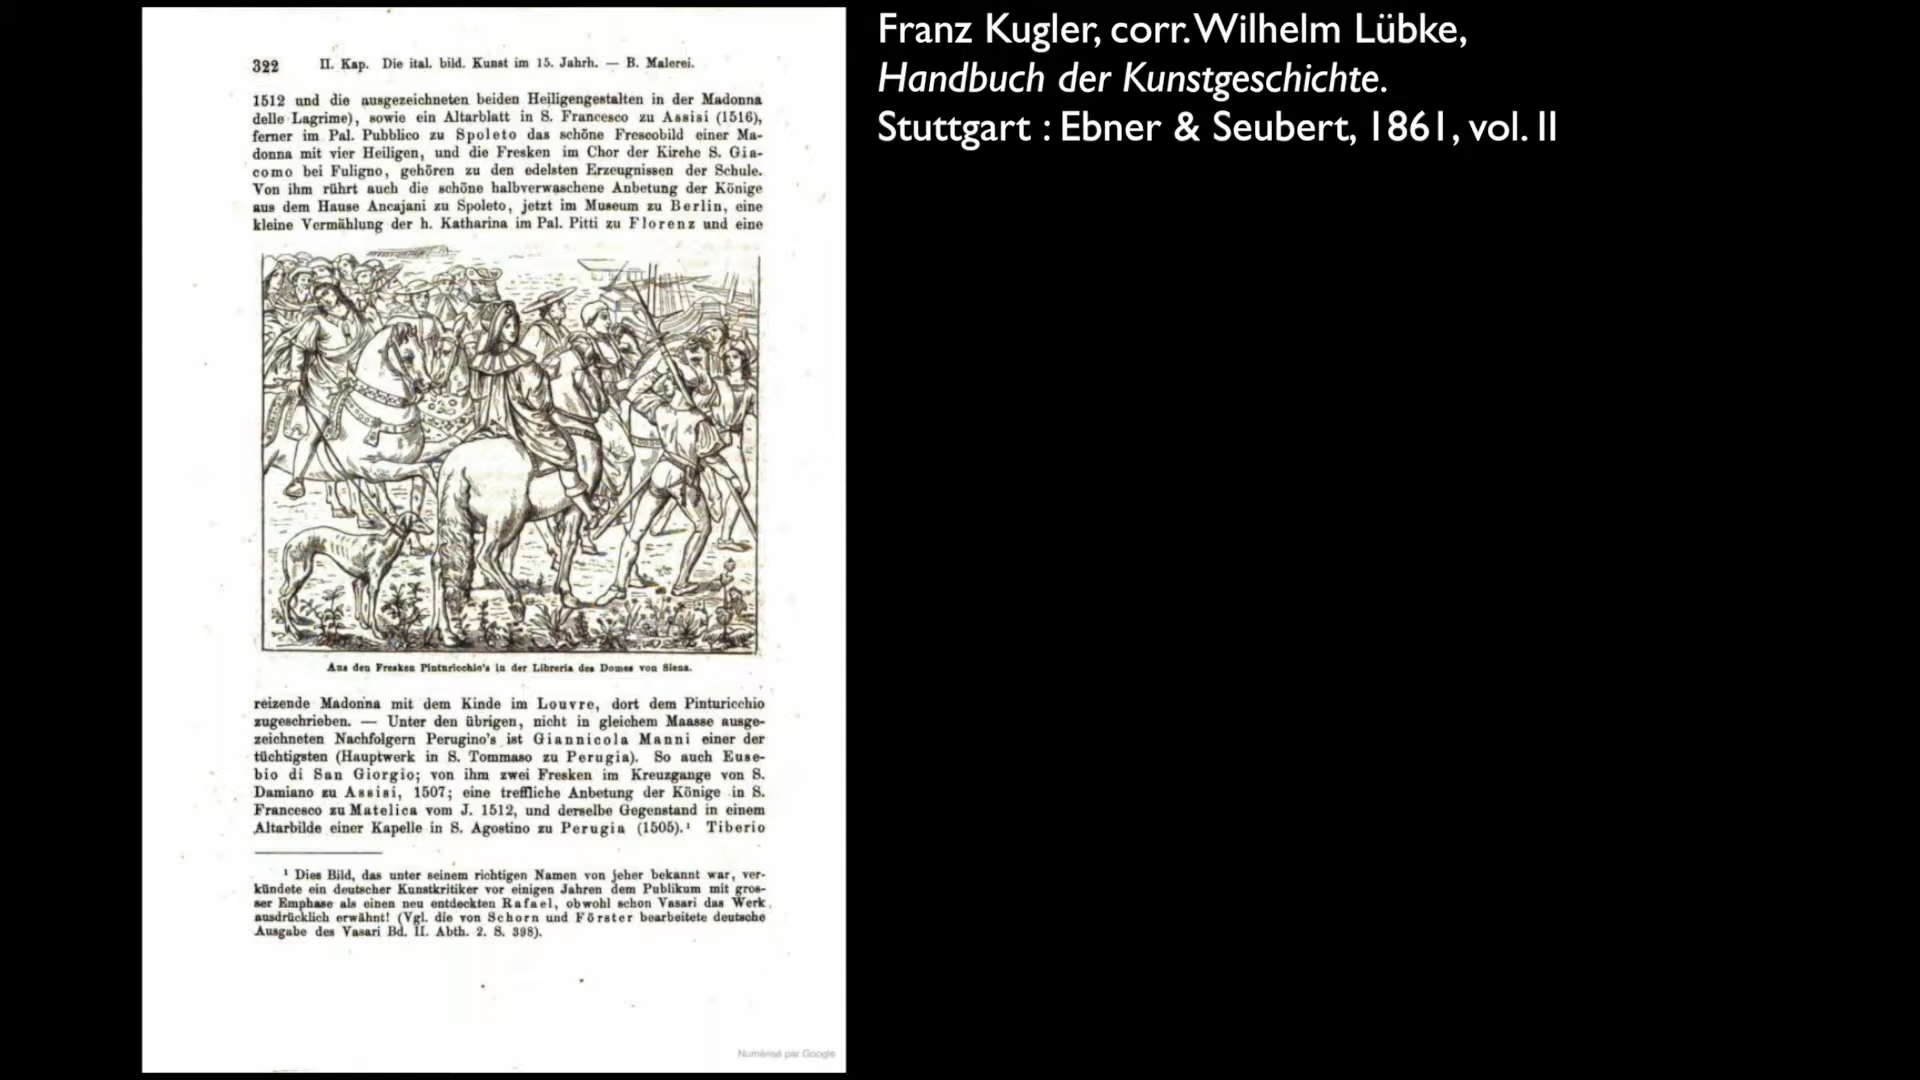 322 II. Kap. Die ital. bild. Kunst im 15. Jahrh. — B. Malerei.
1512 und die ausgezeichneten beiden Heiligengestalten in der Madonna
delle Lagrime), sowie ein Altarblatt in S. Francesco zu Assisi (1516),
ferner im Pal. Pubblico zu Spoleto das schöne Frescobild einer Ma-
donna mit vier Heiligen, und die Fresken im Chor der Kirche S. Gia-
como bei Fuligno, gehören zu den edelsten Erzeugnissen der Schule.
Von ihm rührt auch die schöne halbverwaschene Anbetung der Könige
aus dem Hause Ancajani zu Spoleto, jetzt im Museum zu Berlin, eine
kleine Vermählung der h. Katharina im Pal. Pitti zu Florenz und eine
Aus den Fresken Pinturicchio's in der Libreria des Domes von Siena.
reizende Madonna mit dem Kinde im Louvre, dort dem Pinturicchio
zugeschrieben. — Unter den übrigen, nicht in gleichem Maasse ausge-
zeichneten Nachfolgern Perugino's ist Giannicola Manni einer der
tüchtigsten (Hauptwerk in S. Tommaso zu Perugia). So auch Euse-
bio di San Giorgio; von ihm zwei Fresken im Kreuzgange von S.
Damiano zu Assisi, 1507; eine treffliche Anbetung der Könige in S.
Francesco zu Matelica vom J. 1512, und derselbe Gegenstand in einem
Altarbilde einer Kapelle in S. Agostino zu Perugia (1505).¹ Tiberio
¹ Dies Bild, das unter seinem richtigen Namen von jeher bekannt war, ver-
kündete ein deutscher Kunstkritiker vor einigen Jahren dem Publikum mit gros-
ser Emphase als einen neu entdeckten Rafael, obwohl schon Vasari das Werk
ausdrücklich erwähnt! (Vgl. die von Schorn und Förster bearbeitete deutsche
Ausgabe des Vasari Bd. II. Abth. 2. S. 398).
Numérisé par Google
Franz Kugler, corr. Wilhelm Lübke,
Handbuch der Kunstgeschichte.
Stuttgart : Ebner & Seubert, 1861, vol. II